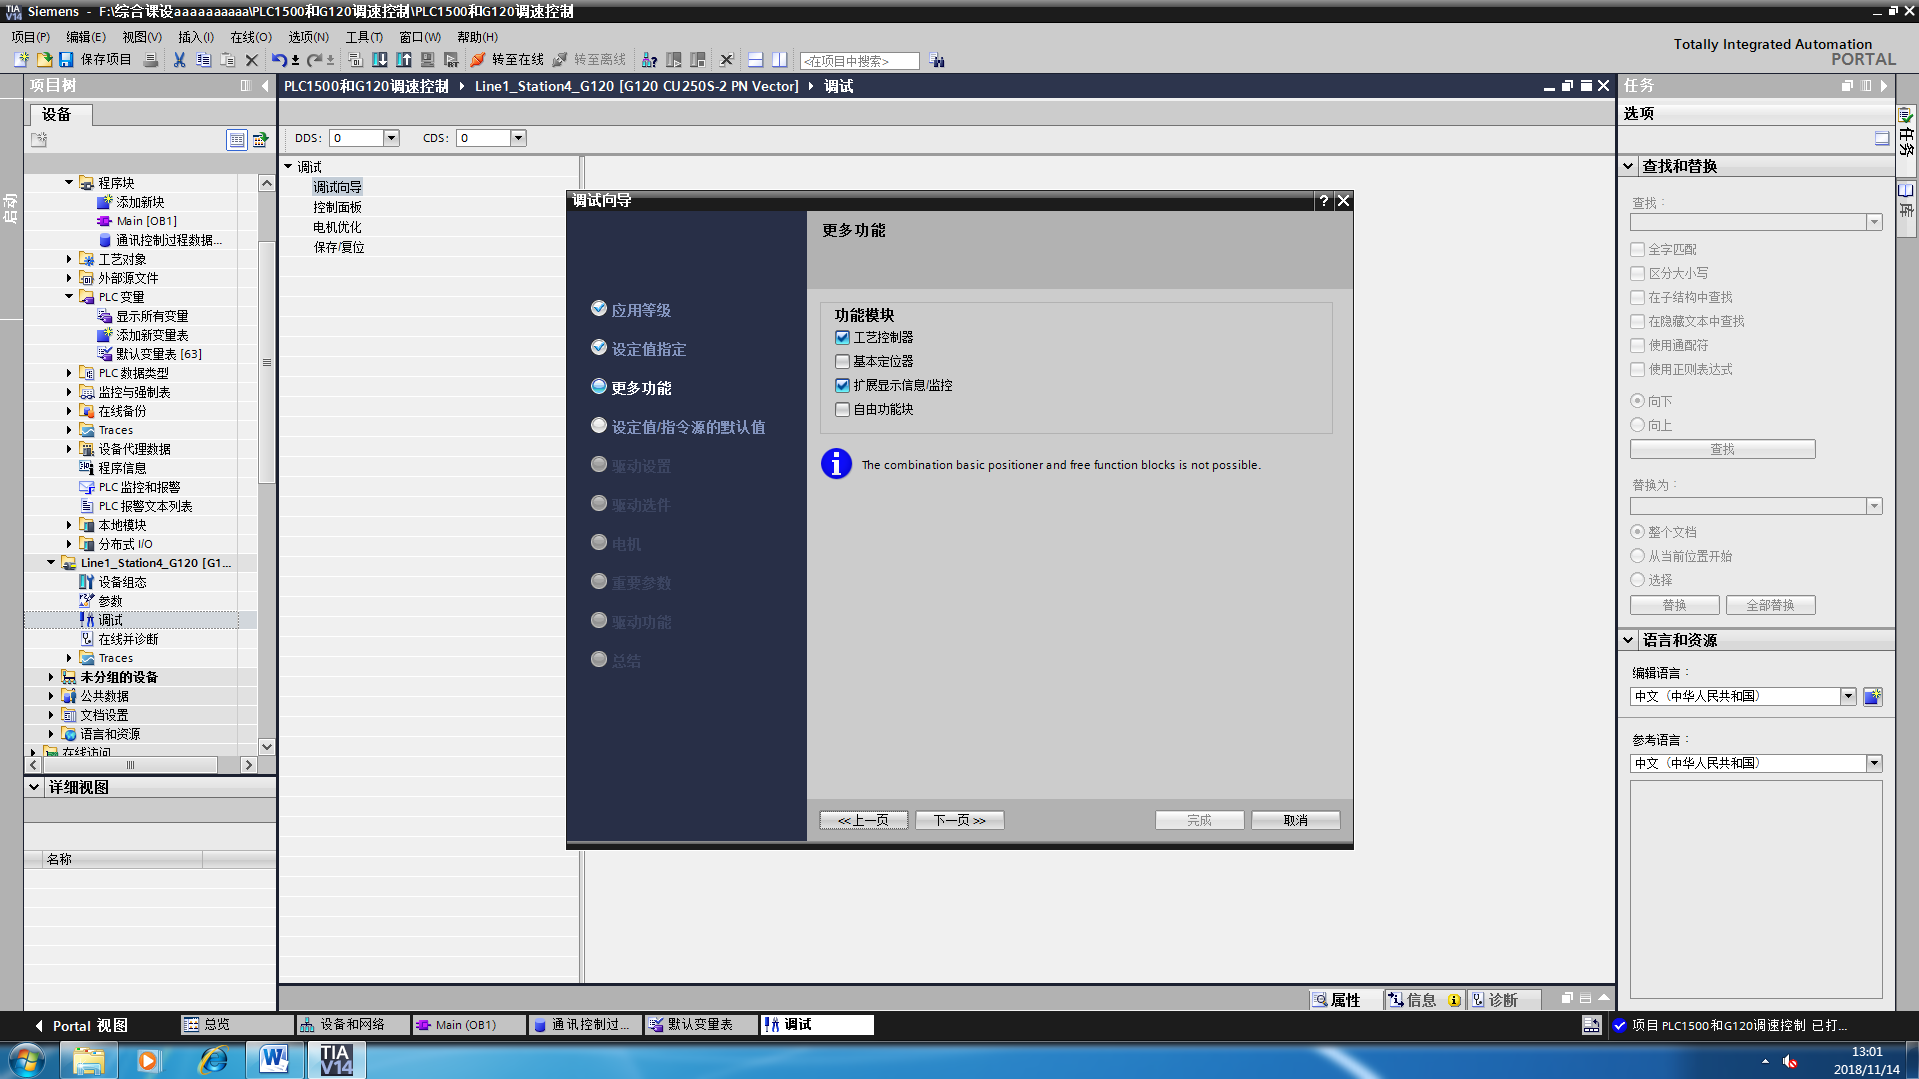 Siemens - F:\综合课设aaaaaaaaaa\PLC1500和G120调速控制\PLC1500和G120调速控制
项目(P) 编辑(E) 视图(V) 插入(I) 在线(O) 选项(N) 工具(T) 窗口(W) 帮助(H)
Totally Integrated Automation
PORTAL
保存项目 转至在线 转至离线 <在项目中搜索>
项目树
PLC1500和G120调速控制 Line1_Station4_G120 [G120 CU250S-2 PN Vector] 调试
任务
设备
选项
DDS: 0 CDS: 0
启动
程序块
添加新块
Main [OB1]
通讯控制过程数据...
工艺对象
外部源文件
PLC 变量
显示所有变量
添加新变量表
默认变量表 [63]
PLC 数据类型
监控与强制表
在线备份
Traces
设备代理数据
程序信息
PLC 监控和报警
PLC 报警文本列表
本地模块
分布式 I/O
Line1_Station4_G120 [G1...
设备组态
参数
调试
在线并诊断
Traces
未分组的设备
公共数据
文档设置
语言和资源
在线访问
详细视图
名称
调试
调试向导
控制面板
电机优化
保存/复位
调试向导
? X
应用等级
设定值指定
更多功能
设定值/指令源的默认值
驱动设置
驱动选件
电机
重要参数
驱动功能
总结
更多功能
功能模块
工艺控制器
基本定位器
扩展显示信息/监控
自由功能块
The combination basic positioner and free function blocks is not possible.
<<上一页 下一页 >> 完成 取消
查找和替换
查找：
全字匹配
区分大小写
在子结构中查找
在隐藏文本中查找
使用通配符
使用正则表达式
向下
向上
查找
替换为：
整个文档
从当前位置开始
选择
替换 全部替换
语言和资源
编辑语言：
中文（中华人民共和国）
参考语言：
中文（中华人民共和国）
任务
库
属性 信息 诊断
Portal 视图 总览 设备和网络 Main (OB1) 通讯控制过... 默认变量表 调试
项目 PLC1500和G120调速控制 已打...
TIA
V14
13:01
2018/11/14